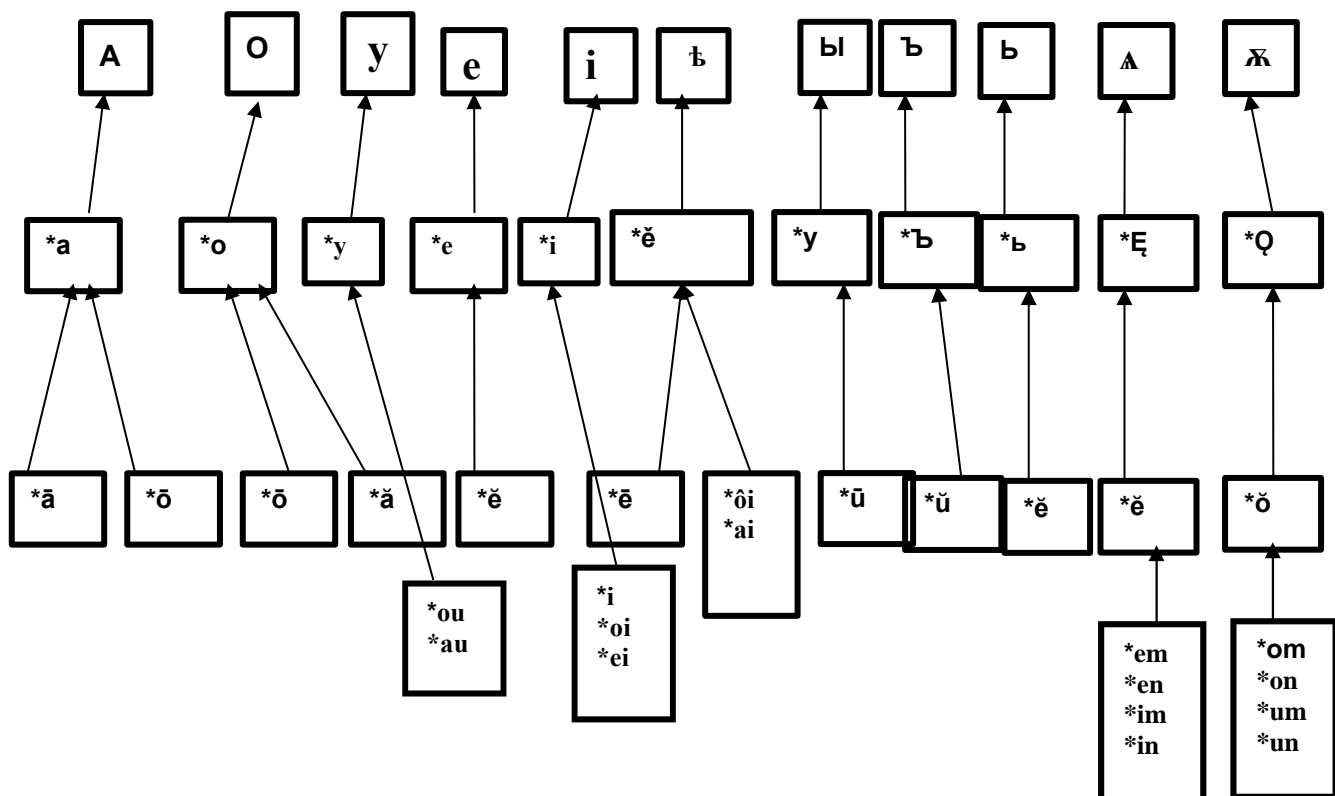 А
О
у
е
і
ѣ
Ы
Ъ
Ь
ѧ
ѫ
*а
*о
*у
*е
*і
*ě
*у
*Ъ
*ь
*Ę
*Ǫ
*ā
*ō
*ō
*ă
*ĕ
*ē
*ôi
*ai
*ū
*ŭ
*ĕ
*ĕ
*ŏ
*ou
*au
*i
*oi
*ei
*em
*en
*im
*in
*om
*on
*um
*un